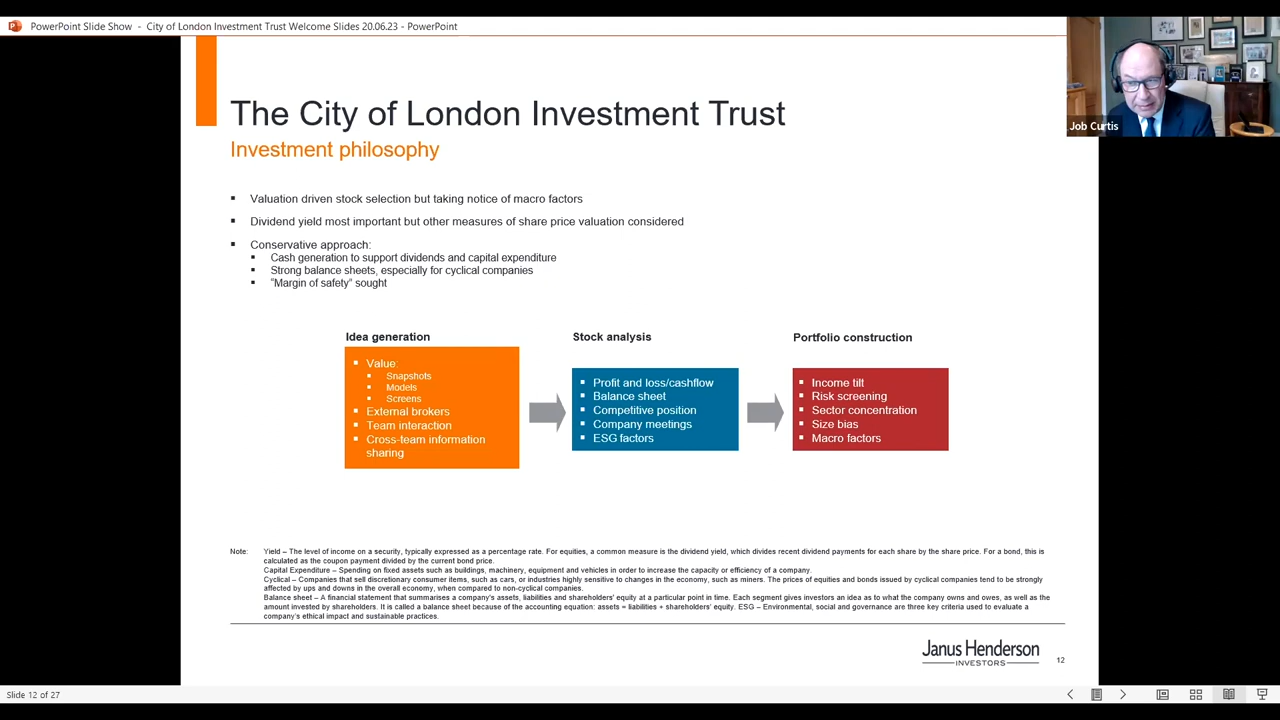 PowerPoint Slide Show - City of London Investment Trust Welcome Slides 20.06.23 - PowerPoint
Job Curtis
The City of London Investment Trust
Investment philosophy
Valuation driven stock selection but taking notice of macro factors
Dividend yield most important but other measures of share price valuation considered
Conservative approach:
Cash generation to support dividends and capital expenditure
Strong balance sheets, especially for cyclical companies
"Margin of safety" sought
Idea generation
Value:
Snapshots
Models
Screens
External brokers
Team interaction
Cross-team information
sharing
Stock analysis
Profit and loss/cashflow
Balance sheet
Competitive position
Company meetings
ESG factors
Portfolio construction
Income tilt
Risk screening
Sector concentration
Size bias
Macro factors
Note: Yield – The level of income on a security, typically expressed as a percentage rate. For equities, a common measure is the dividend yield, which divides recent dividend payments for each share by the share price. For a bond, this is
calculated as the coupon payment divided by the current bond price.
Capital Expenditure – Spending on fixed assets such as buildings, machinery, equipment and vehicles in order to increase the capacity or efficiency of a company.
Cyclical – Companies that sell discretionary consumer items, such as cars, or industries highly sensitive to changes in the economy, such as miners. The prices of equities and bonds issued by cyclical companies tend to be strongly
affected by ups and downs in the overall economy, when compared to non-cyclical companies.
Balance sheet – A financial statement that summarises a company's assets, liabilities and shareholders' equity at a particular point in time. Each segment gives investors an idea as to what the company owns and owes, as well as the
amount invested by shareholders. It is called a balance sheet because of the accounting equation: assets = liabilities + shareholders' equity. ESG – Environmental, social and governance are three key criteria used to evaluate a
company's ethical impact and sustainable practices.
Janus Henderson
INVESTORS
12
Slide 12 of 27